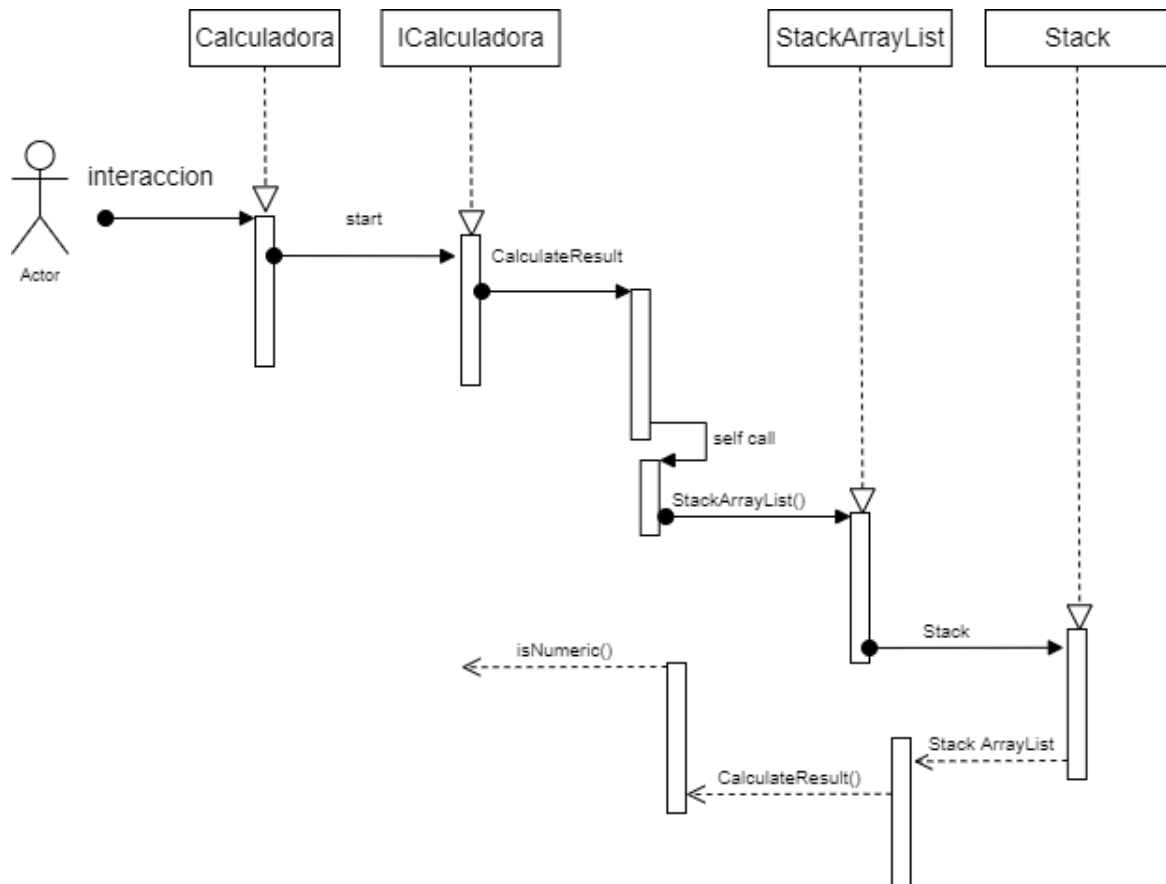 Calculadora
ICalculadora
StackArrayList
Stack
interaccion
Actor
start
CalculateResult
self call
StackArrayList()
Stack
isNumeric()
Stack ArrayList
CalculateResult()